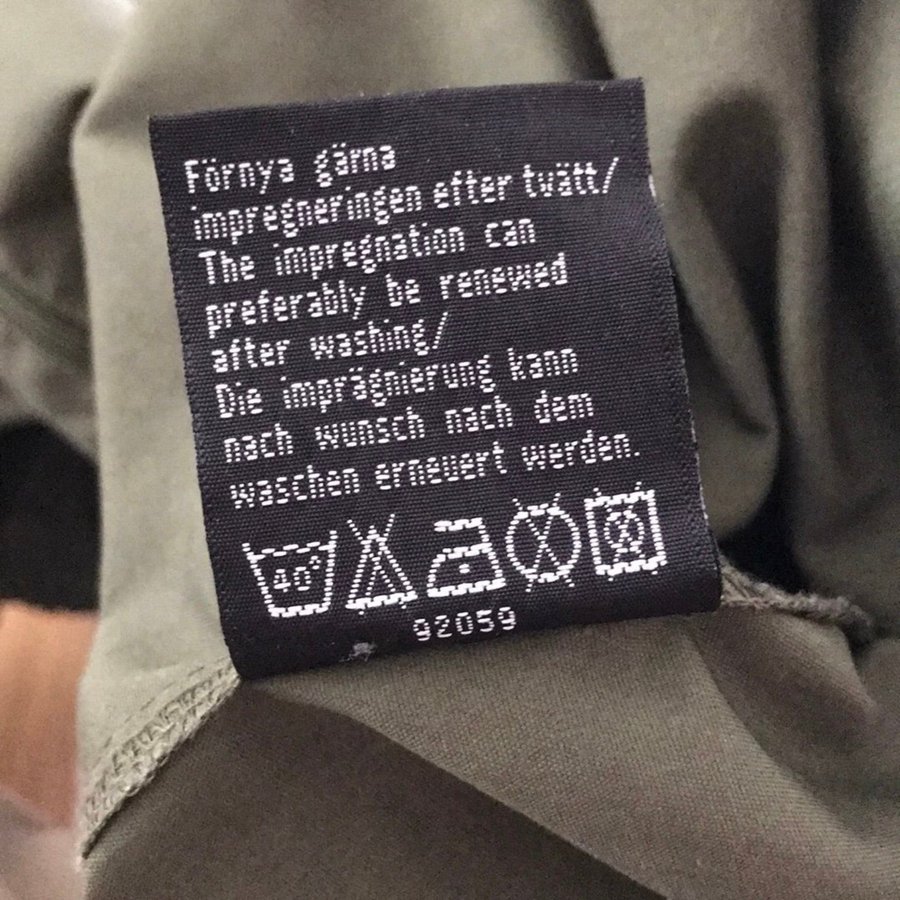 Förnya gärna
impregneringen efter tvätt/
The impregnation can
preferably be renewed
after washing/
Die imprägnierung kann
nach wunsch nach dem
waschen erneuert werden.
40°
92059